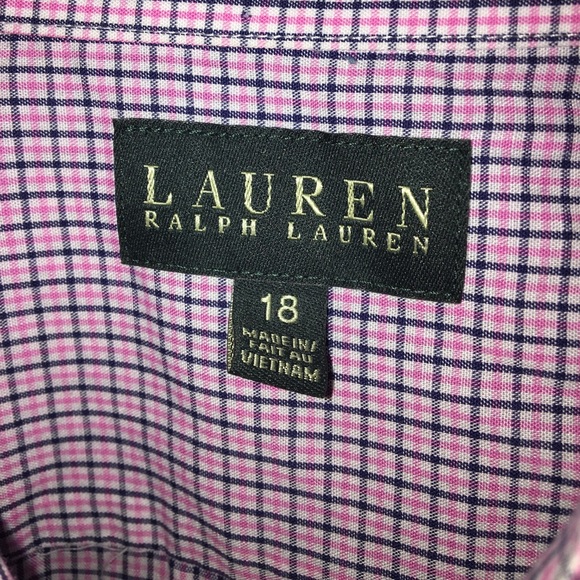 LAUREN
RALPH LAUREN
18
MADE IN/
FAIT AU
VIETNAM